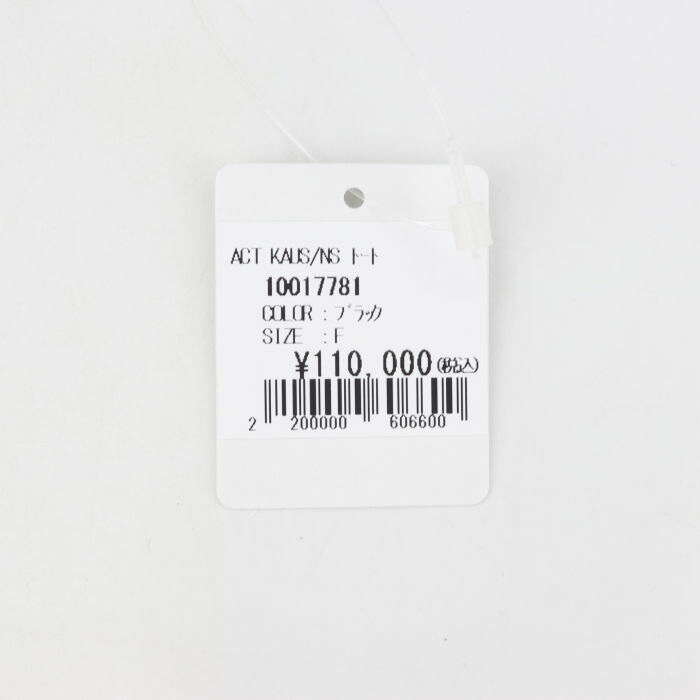 ACT KAUS/NS ﾄｰﾄ
10017781
COLOR : ﾌﾞﾗｯｸ
SIZE : F
¥110,000(税込)
2 200000 606600